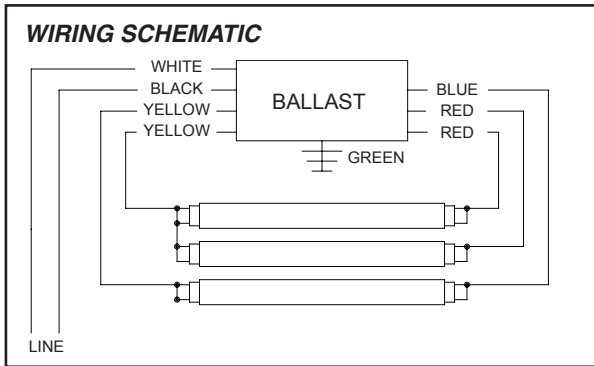 WIRING SCHEMATIC
WHITE
BLACK
YELLOW
YELLOW
BALLAST
BLUE
RED
RED
GREEN
LINE